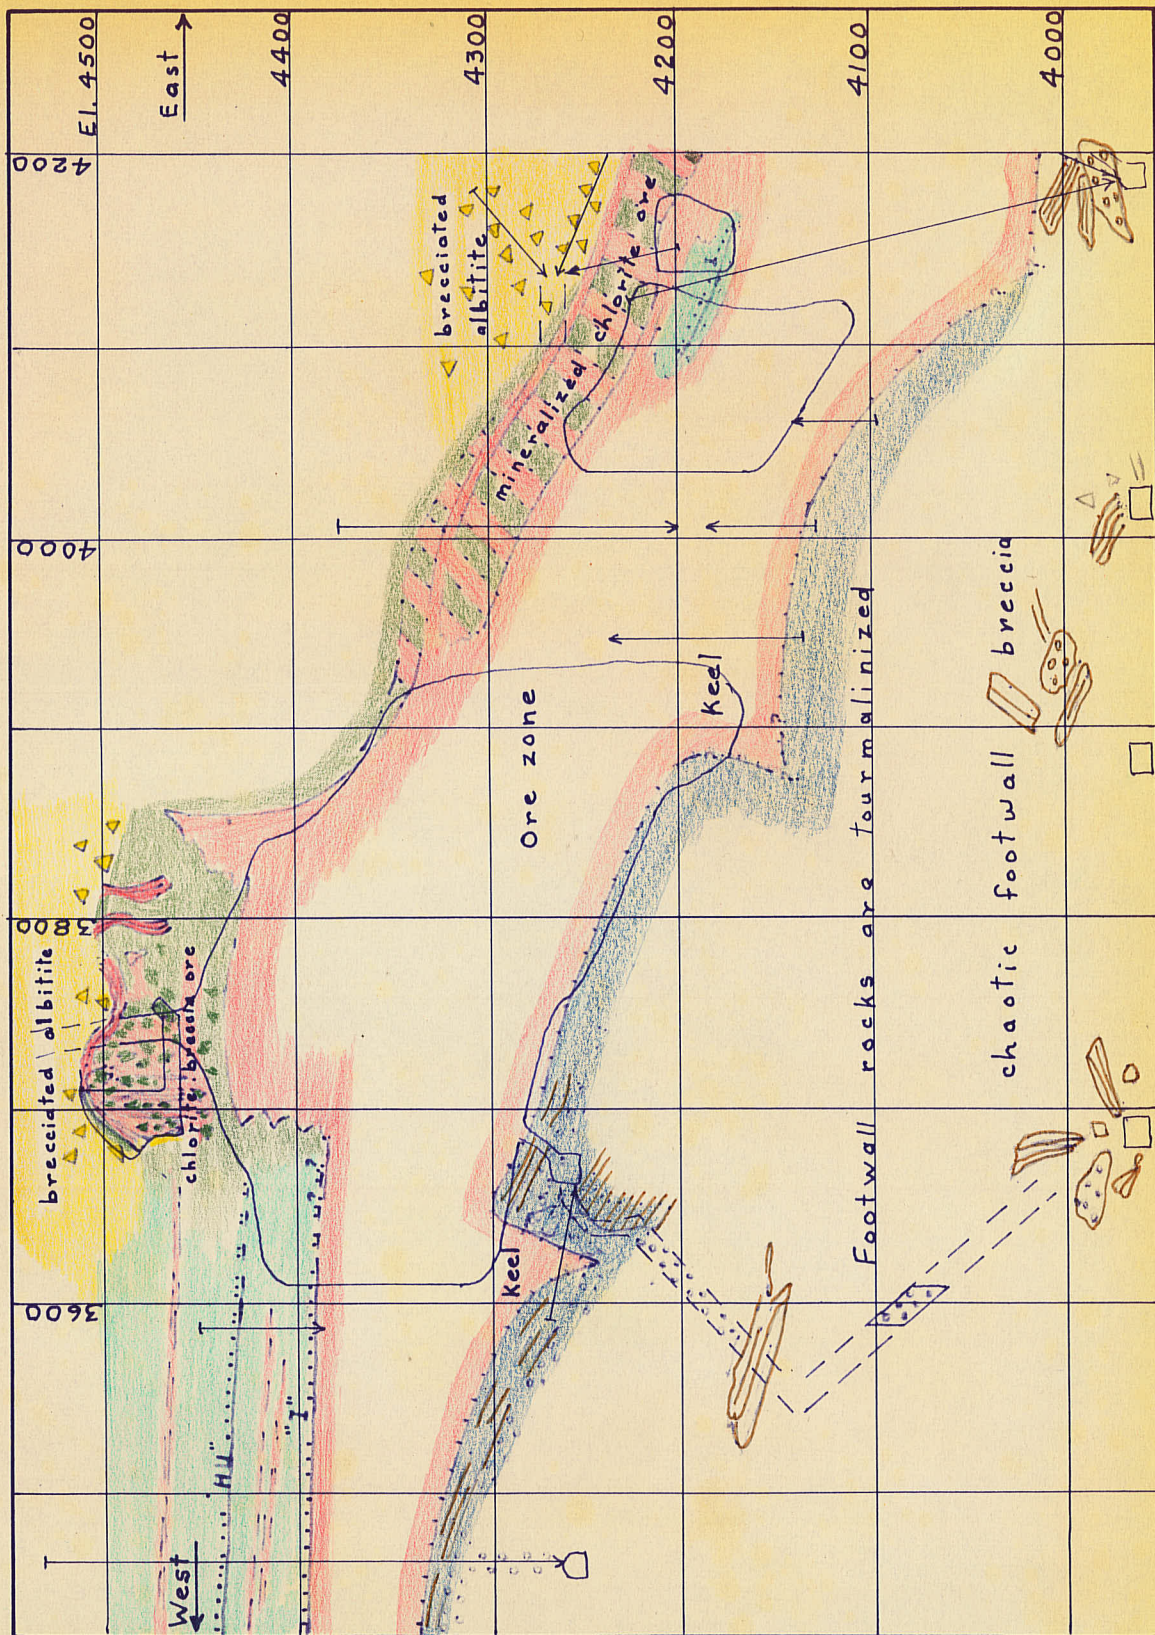 El. 4500
4400
4300
4200
4100
4000
East
West
4200
4000
3800
3600
brecciated
albitite
mineralized chlorite ore
I
brecciated albitite
chlorite breccia ore
Ore zone
Keel
Keel
Footwall rocks are tourmalinized
chaotic footwall breccia
"HU"
"I"
? ?
? ?